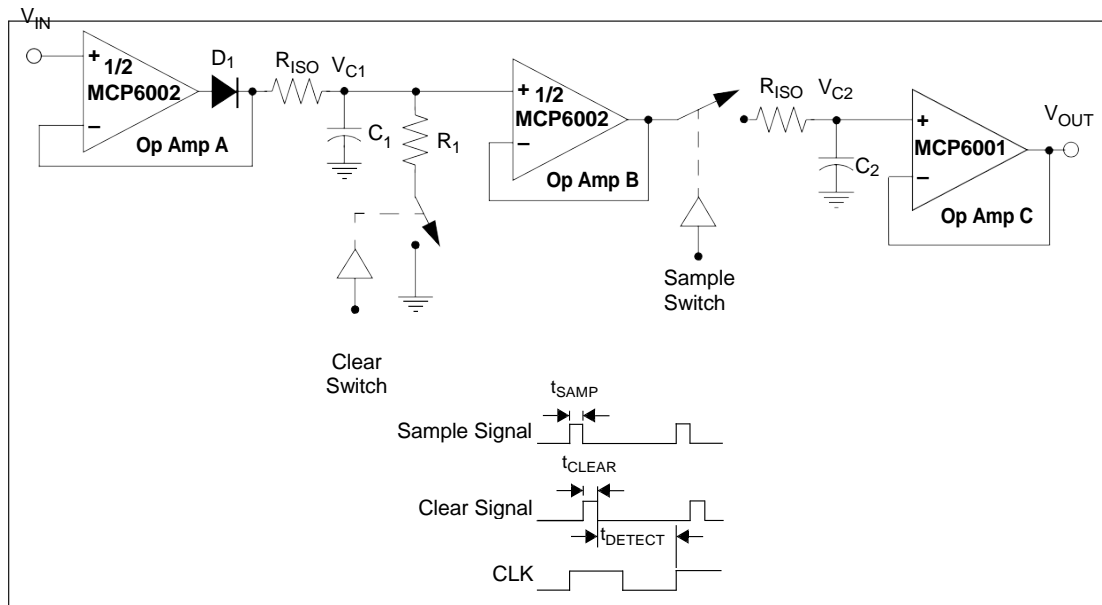 V_IN
+
1/2
MCP6002
–
Op Amp A
D_1
R_ISO
V_C1
C_1
R_1
+
1/2
MCP6002
–
Op Amp B
R_ISO
V_C2
C_2
+
MCP6001
–
Op Amp C
V_OUT
Clear
Switch
Sample
Switch
t_SAMP
Sample Signal
t_CLEAR
Clear Signal
t_DETECT
CLK